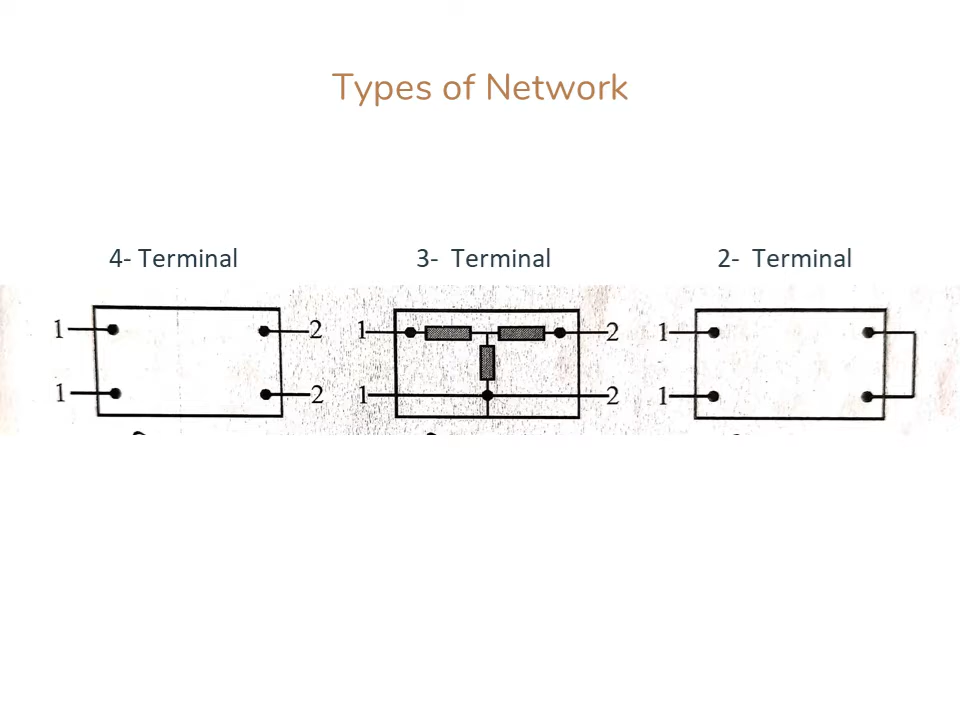 Types of Network
4- Terminal 3- Terminal 2- Terminal
1 2 1 2 1
1 2 1 2 1